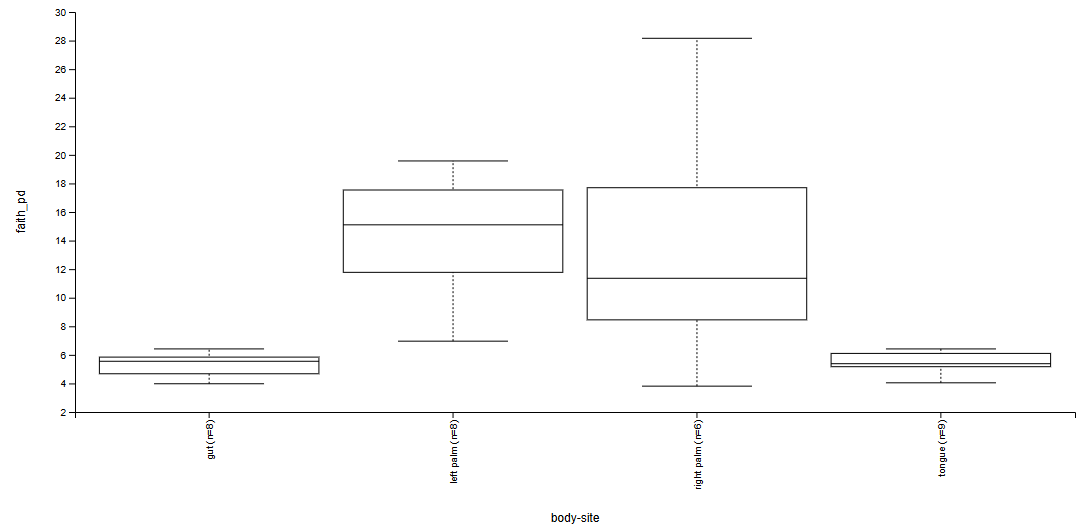 30
28
26
24
22
20
18
16
14
12
10
8
6
4
2
faith_pd
gut (n=8)
left palm (n=8)
right palm (n=6)
tongue (n=9)
body-site